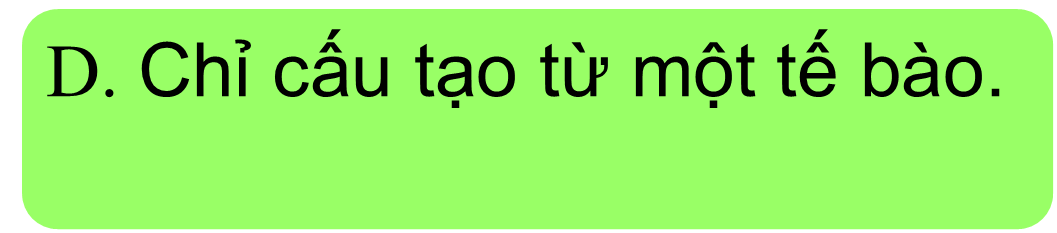 D. Chỉ cấu tạo từ một tế bào.